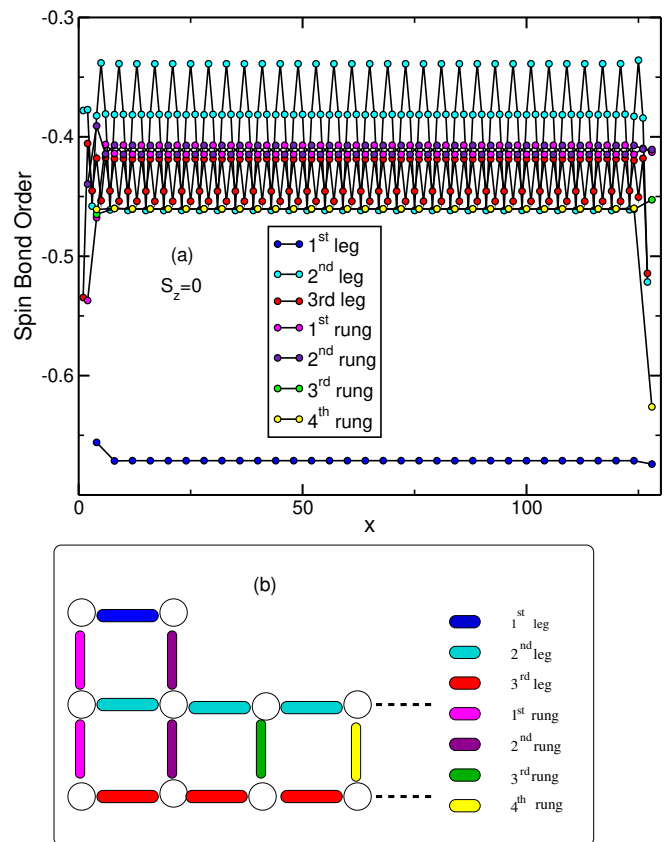 -0.3
-0.4
-0.5
-0.6
Spin Bond Order
(a)
S_z=0
1st leg
2nd leg
3rd leg
1st rung
2nd rung
3rd rung
4th rung
0
50
100
x
(b)
1st leg
2nd leg
3rd leg
1st rung
2nd rung
3rd rung
4th rung